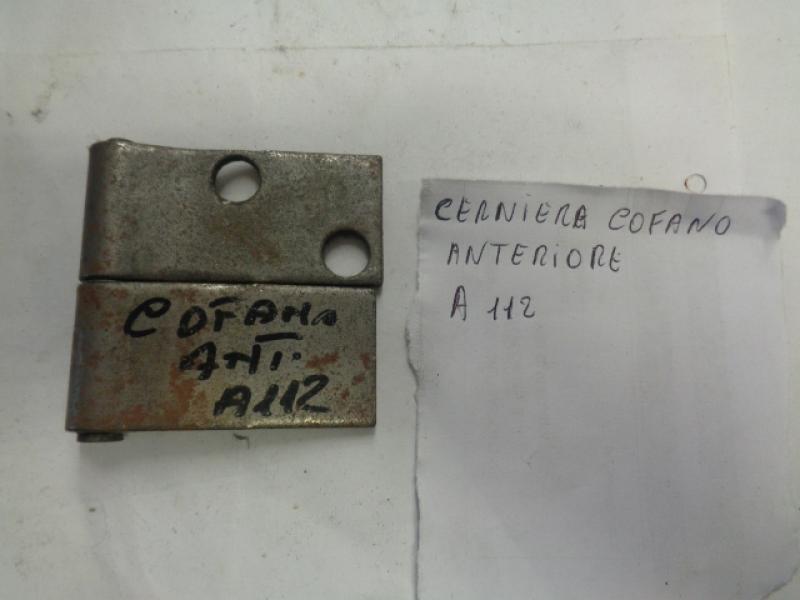 COFANO
ANT.
A112
CERNIERA COFANO
ANTERIORE
A 112